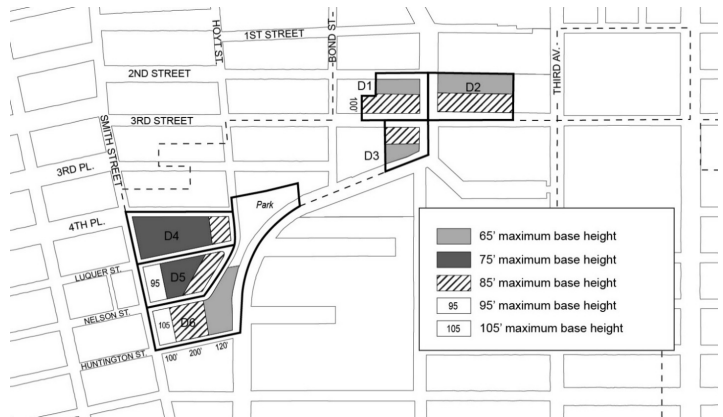 HOYT ST.
BOND ST.
1ST STREET
2ND STREET
THIRD AV.
D1
D2
100'
3RD STREET
SMITH STREET
D3
3RD PL.
Park
4TH PL.
D4
65' maximum base height
75' maximum base height
85' maximum base height
95 95' maximum base height
105 105' maximum base height
LUQUER ST.
95
D5
NELSON ST.
105
D6
HUNTINGTON ST.
100' 200' 120'